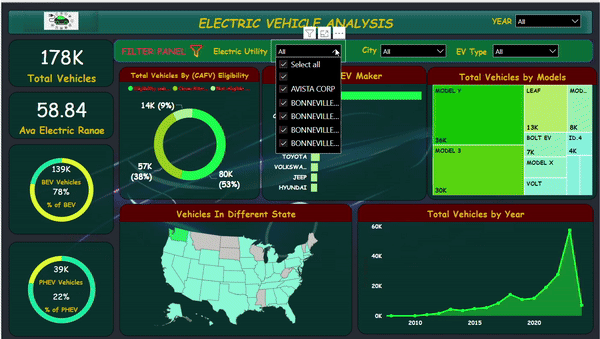 ELECTRIC VEHICLE ANALYSIS
YEAR All
FILTER PANEL
Electric Utility All
City All
EV Type All
Select all
AVISTA CORP
BONNEVILLE...
BONNEVILLE...
BONNEVILLE...
BONNEVILLE...
178K
Total Vehicles
58.84
Avg Electric Range
139K
BEV Vehicles
78%
% of BEV
39K
PHEV Vehicles
22%
% of PHEV
Total Vehicles By (CAFV) Eligibility
14K (9%)
57K
(38%)
80K
(53%)
EV Maker
TOYOTA
VOLKSWA...
JEEP
HYUNDAI
Total Vehicles by Models
MODEL Y
36K
MODEL 3
30K
LEAF
13K
MOD...
8K
BOLT EV
7K
ID.4
4K
MODEL X
VOLT
Vehicles In Different State
Total Vehicles by Year
60K
40K
20K
0K
2010
2015
2020